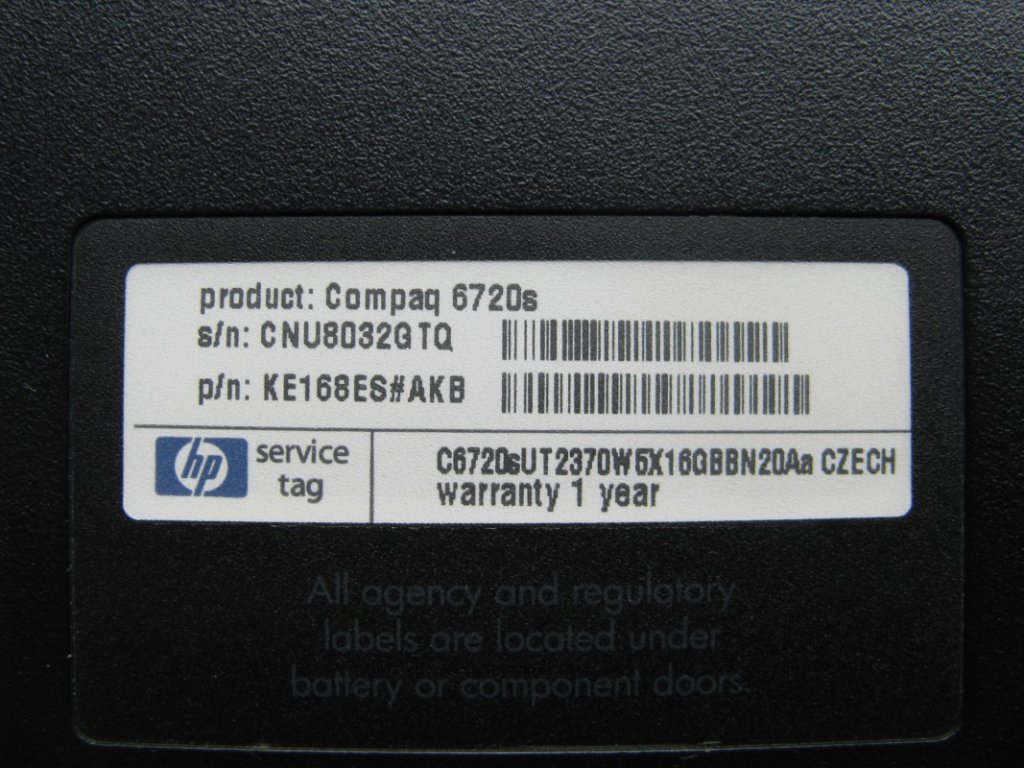 product: Compaq 6720s
s/n: CNU8032GTQ
p/n: KE168ES#AKB
hp service tag
C6720sUT2370W5X16GBBN20Aa CZECH
warranty 1 year
All agency and regulatory
labels are located under
battery or component doors.